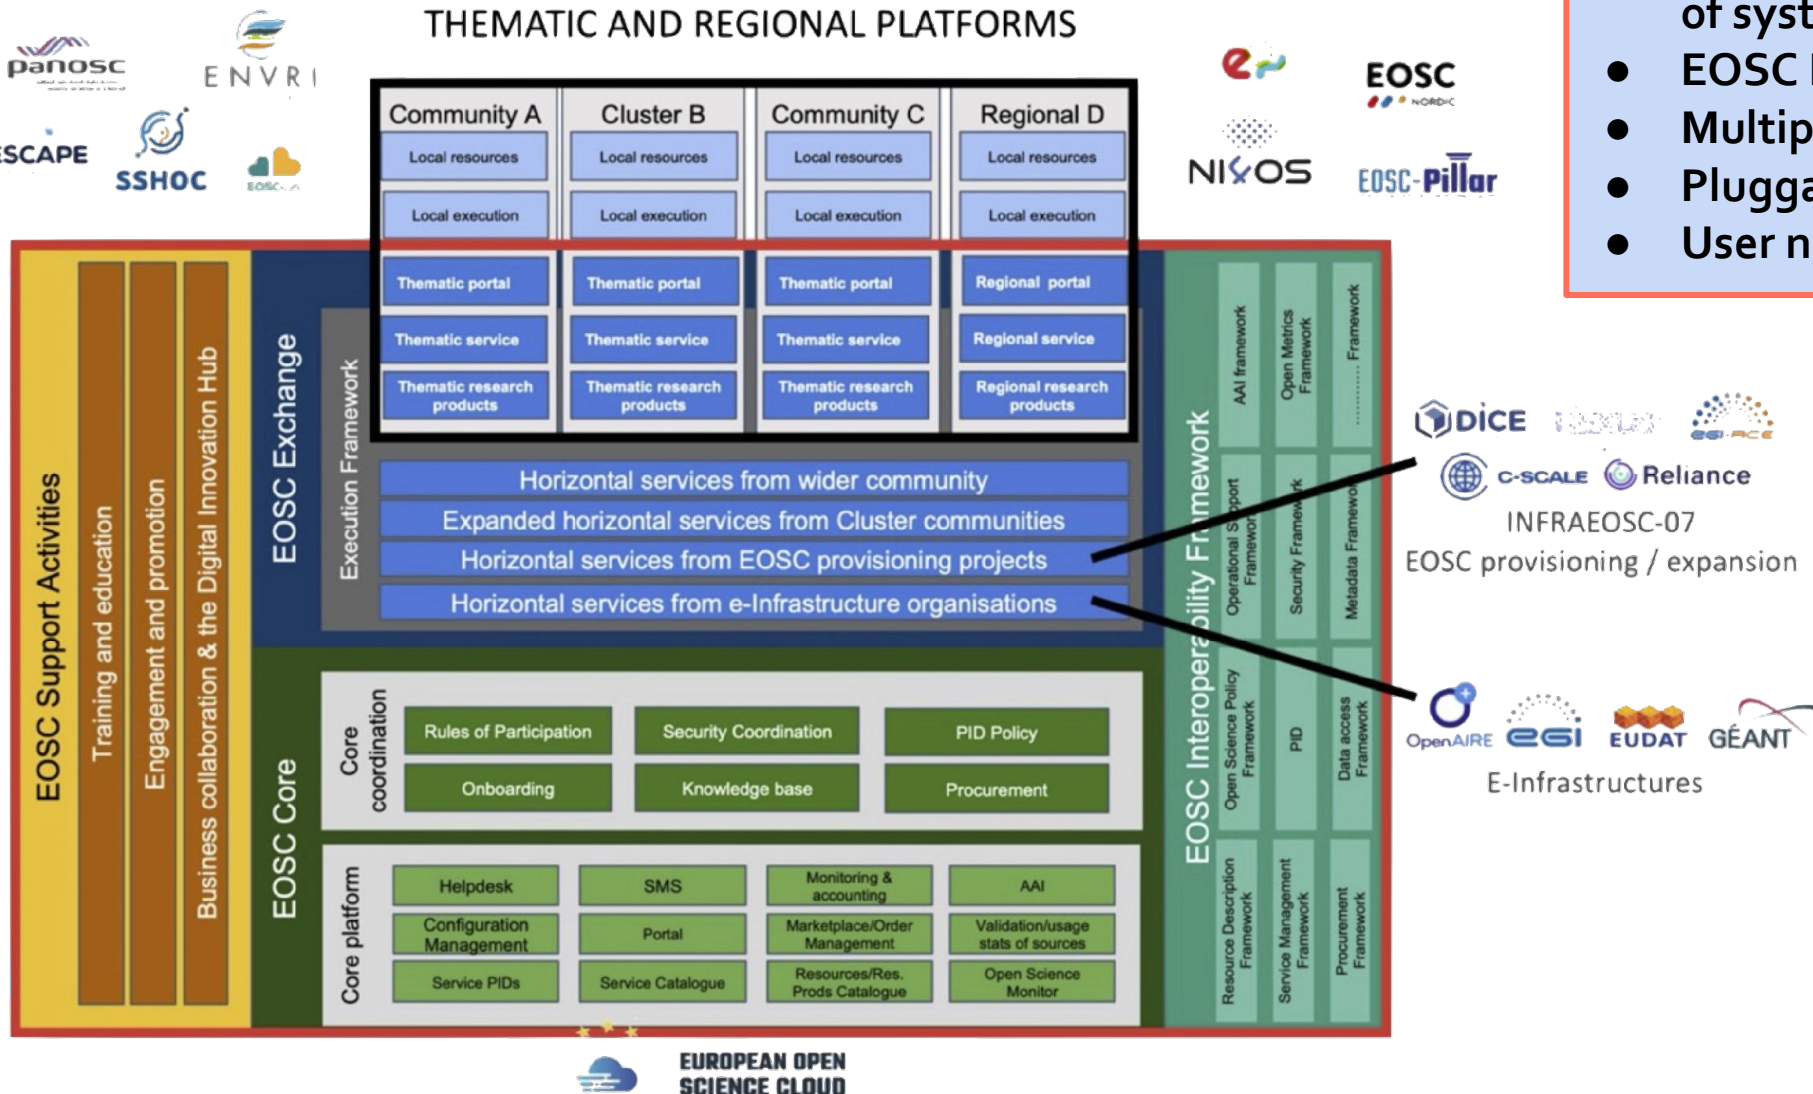 THEMATIC AND REGIONAL PLATFORMS
panosc
ENVRI
ESCAPE
SSHOC
EOSC
NORDIC
NI4OS
EOSC-Pillar
of syst
EOSC
Multip
Plugga
User n
Community A
Cluster B
Community C
Regional D
Local resources
Local resources
Local resources
Local resources
Local execution
Local execution
Local execution
Local execution
Thematic portal
Thematic portal
Thematic portal
Regional portal
Thematic service
Thematic service
Thematic service
Regional service
Thematic research
products
Thematic research
products
Thematic research
products
Regional research
products
EOSC Support Activities
Training and education
Engagement and promotion
Business collaboration & the Digital Innovation Hub
EOSC Exchange
Execution Framework
Horizontal services from wider community
Expanded horizontal services from Cluster communities
Horizontal services from EOSC provisioning projects
Horizontal services from e-Infrastructure organisations
EOSC Core
Core
coordination
Rules of Participation
Security Coordination
PID Policy
Onboarding
Knowledge base
Procurement
Core platform
Helpdesk
SMS
Monitoring &
accounting
AAI
Configuration
Management
Portal
Marketplace/Order
Management
Validation/usage
stats of sources
Service PIDs
Service Catalogue
Resources/Res.
Prods Catalogue
Open Science
Monitor
EOSC Interoperability Framework
AAI framework
Open Metrics
Framework
............ Framework
Operational Support
Framework
Security Framework
Metadata Framework
Open Science Policy
Framework
PID
Data access
Framework
Resource Description
Framework
Service Management
Framework
Procurement
Framework
DICE
EGI-ACE
C-SCALE
Reliance
INFRAEOSC-07
EOSC provisioning / expansion
OpenAIRE
EGI
EUDAT
GÉANT
E-Infrastructures
EUROPEAN OPEN
SCIENCE CLOUD